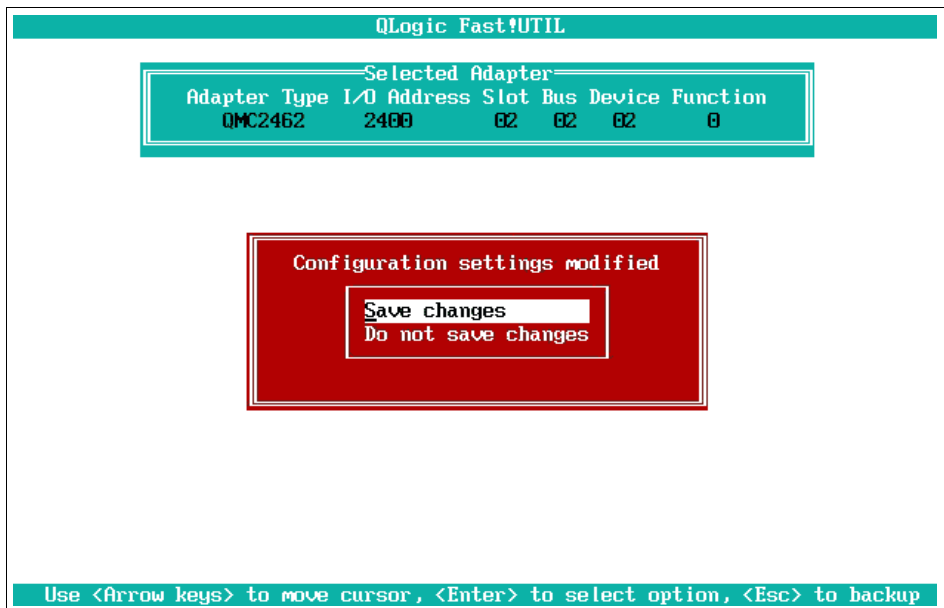 QLogic Fast!UTIL
Selected Adapter
Adapter Type I/O Address Slot Bus Device Function
QMC2462 2400 02 02 02 0
Configuration settings modified
Save changes
Do not save changes
Use <Arrow keys> to move cursor, <Enter> to select option, <Esc> to backup